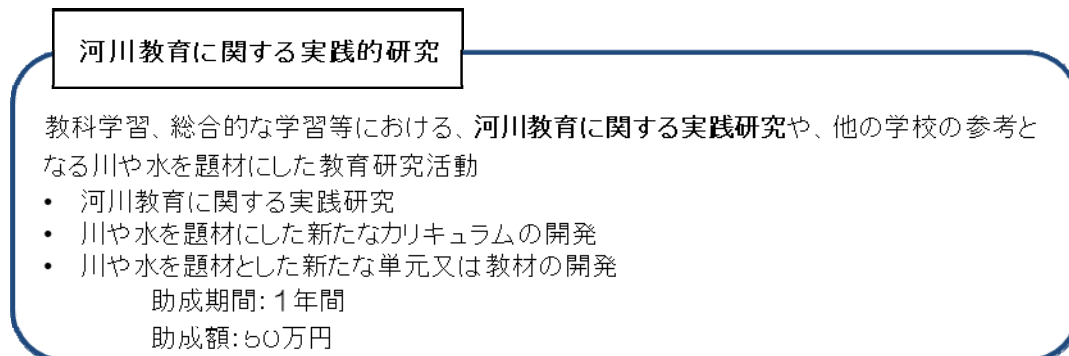 河川教育に関する実践的研究
教科学習、総合的な学習等における、河川教育に関する実践研究や、他の学校の参考と
なる川や水を題材にした教育研究活動
• 河川教育に関する実践研究
• 川や水を題材にした新たなカリキュラムの開発
• 川や水を題材とした新たな単元又は教材の開発
助成期間：1年間
助成額：50万円